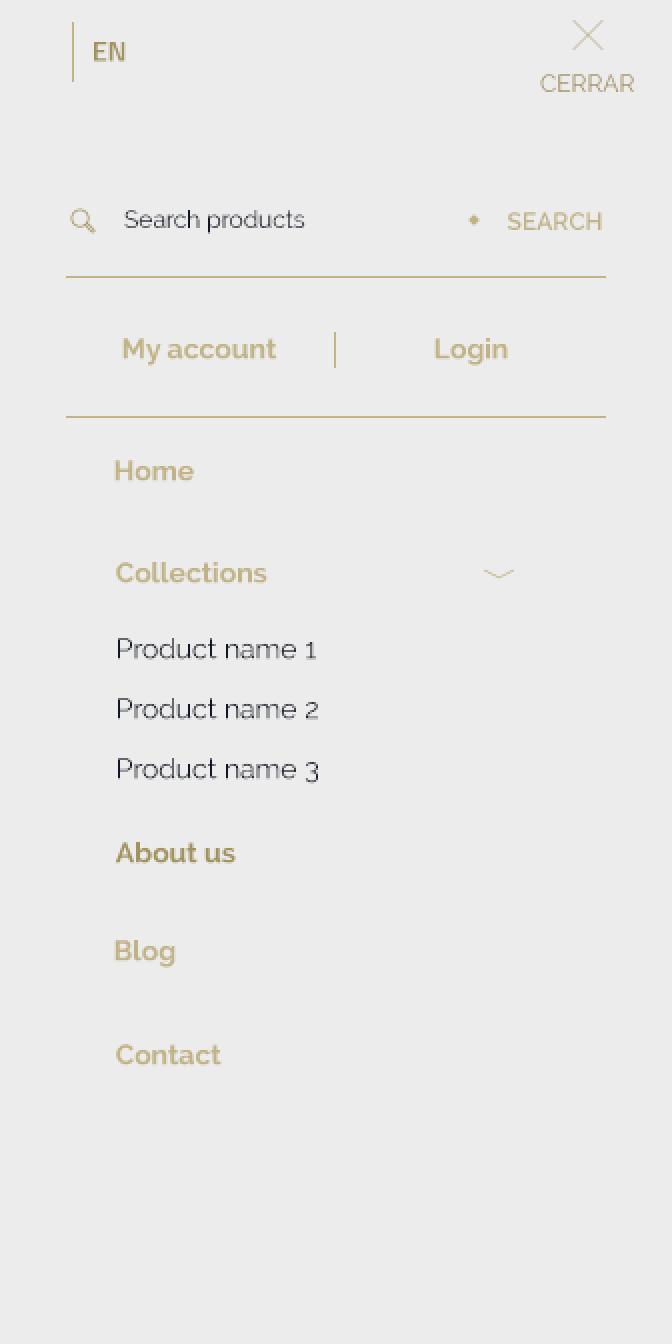 EN
CERRAR
Search products
SEARCH
My account
Login
Home
Collections
Product name 1
Product name 2
Product name 3
About us
Blog
Contact